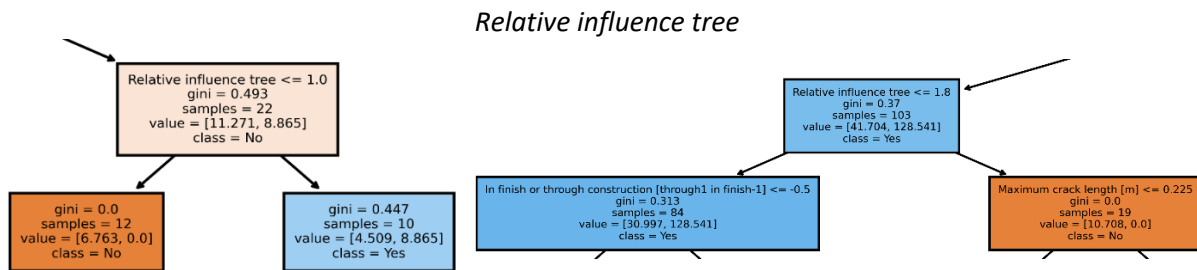 Relative influence tree
Relative influence tree <= 1.0
gini = 0.493
samples = 22
value = [11.271, 8.865]
class = No
gini = 0.0
samples = 12
value = [6.763, 0.0]
class = No
gini = 0.447
samples = 10
value = [4.509, 8.865]
class = Yes
Relative influence tree <= 1.8
gini = 0.37
samples = 103
value = [41.704, 128.541]
class = Yes
In finish or through construction [through1 in finish-1] <= -0.5
gini = 0.313
samples = 84
value = [30.997, 128.541]
class = Yes
Maximum crack length [m] <= 0.225
gini = 0.0
samples = 19
value = [10.708, 0.0]
class = No